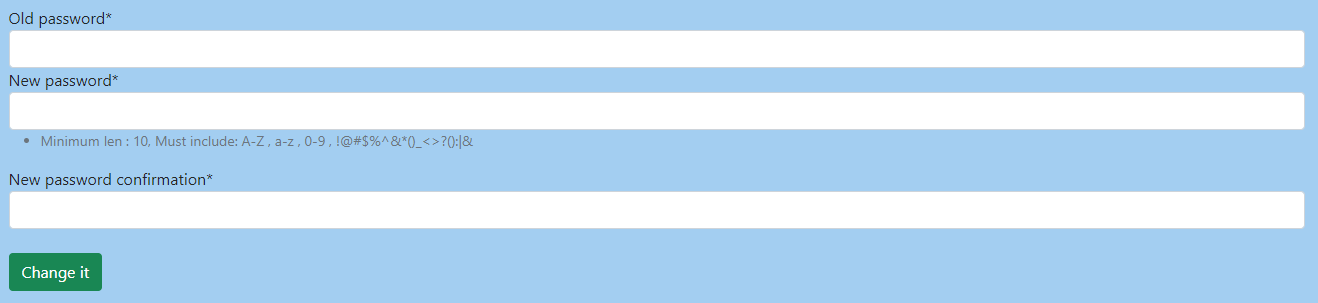 Old password*
New password*
Minimum len : 10, Must include: A-Z , a-z , 0-9 , !@#$%^&*()_<>?():|&
New password confirmation*
Change it